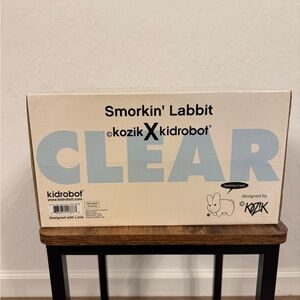 Smorkin' Labbit
©kozik X kidrobot®
CLEAR
kidrobot®
www.kidrobot.com
Designed with Love
designed by
© KOZIK